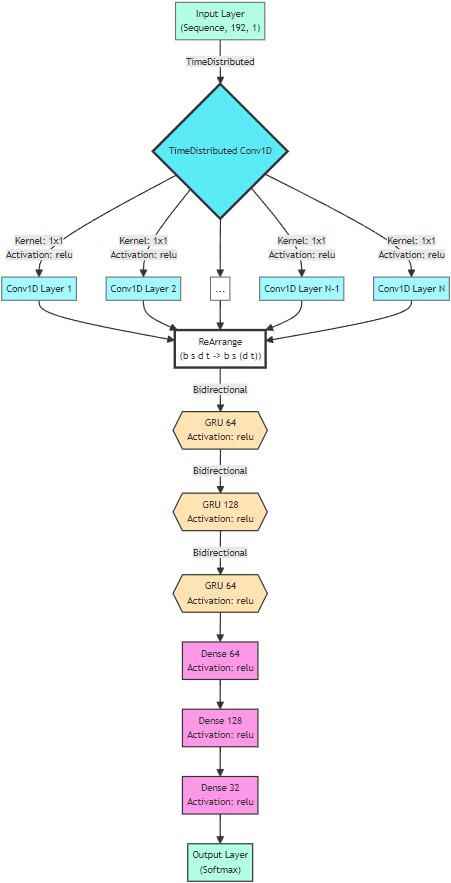 Input Layer
(Sequence, 192, 1)
TimeDistributed
TimeDistributed Conv1D
Kernel: 1x1
Activation: relu
Kernel: 1x1
Activation: relu
Kernel: 1x1
Activation: relu
Kernel: 1x1
Activation: relu
Conv1D Layer 1
Conv1D Layer 2
...
Conv1D Layer N-1
Conv1D Layer N
ReArrange
(b s d t -> b s (d t))
Bidirectional
GRU 64
Activation: relu
Bidirectional
GRU 128
Activation: relu
Bidirectional
GRU 64
Activation: relu
Dense 64
Activation: relu
Dense 128
Activation: relu
Dense 32
Activation: relu
Output Layer
(Softmax)